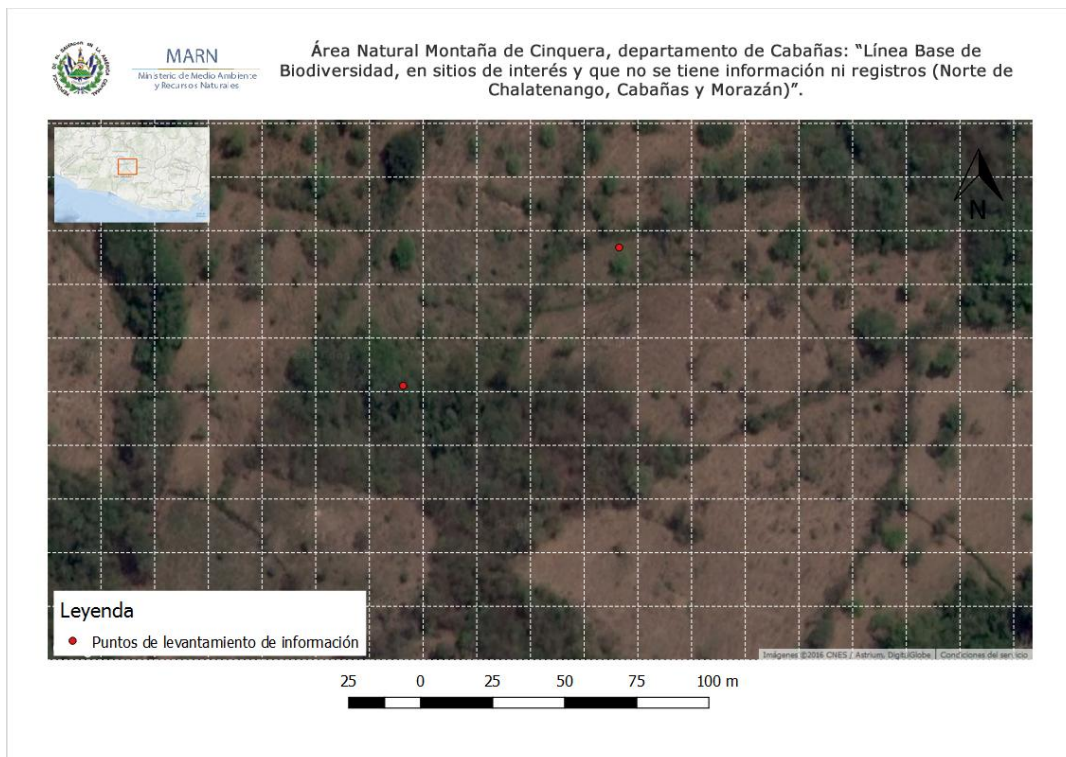 MARN
Ministerio de Medio Ambiente
y Recursos Naturales
Área Natural Montaña de Cinquera, departamento de Cabañas: “Línea Base de
Biodiversidad, en sitios de interés y que no se tiene información ni registros (Norte de
Chalatenango, Cabañas y Morazán)”.
N
Leyenda
Puntos de levantamiento de información
Imágenes ©2016 CNES / Astrium, DigitalGlobe | Condiciones del servicio
25 0 25 50 75 100 m